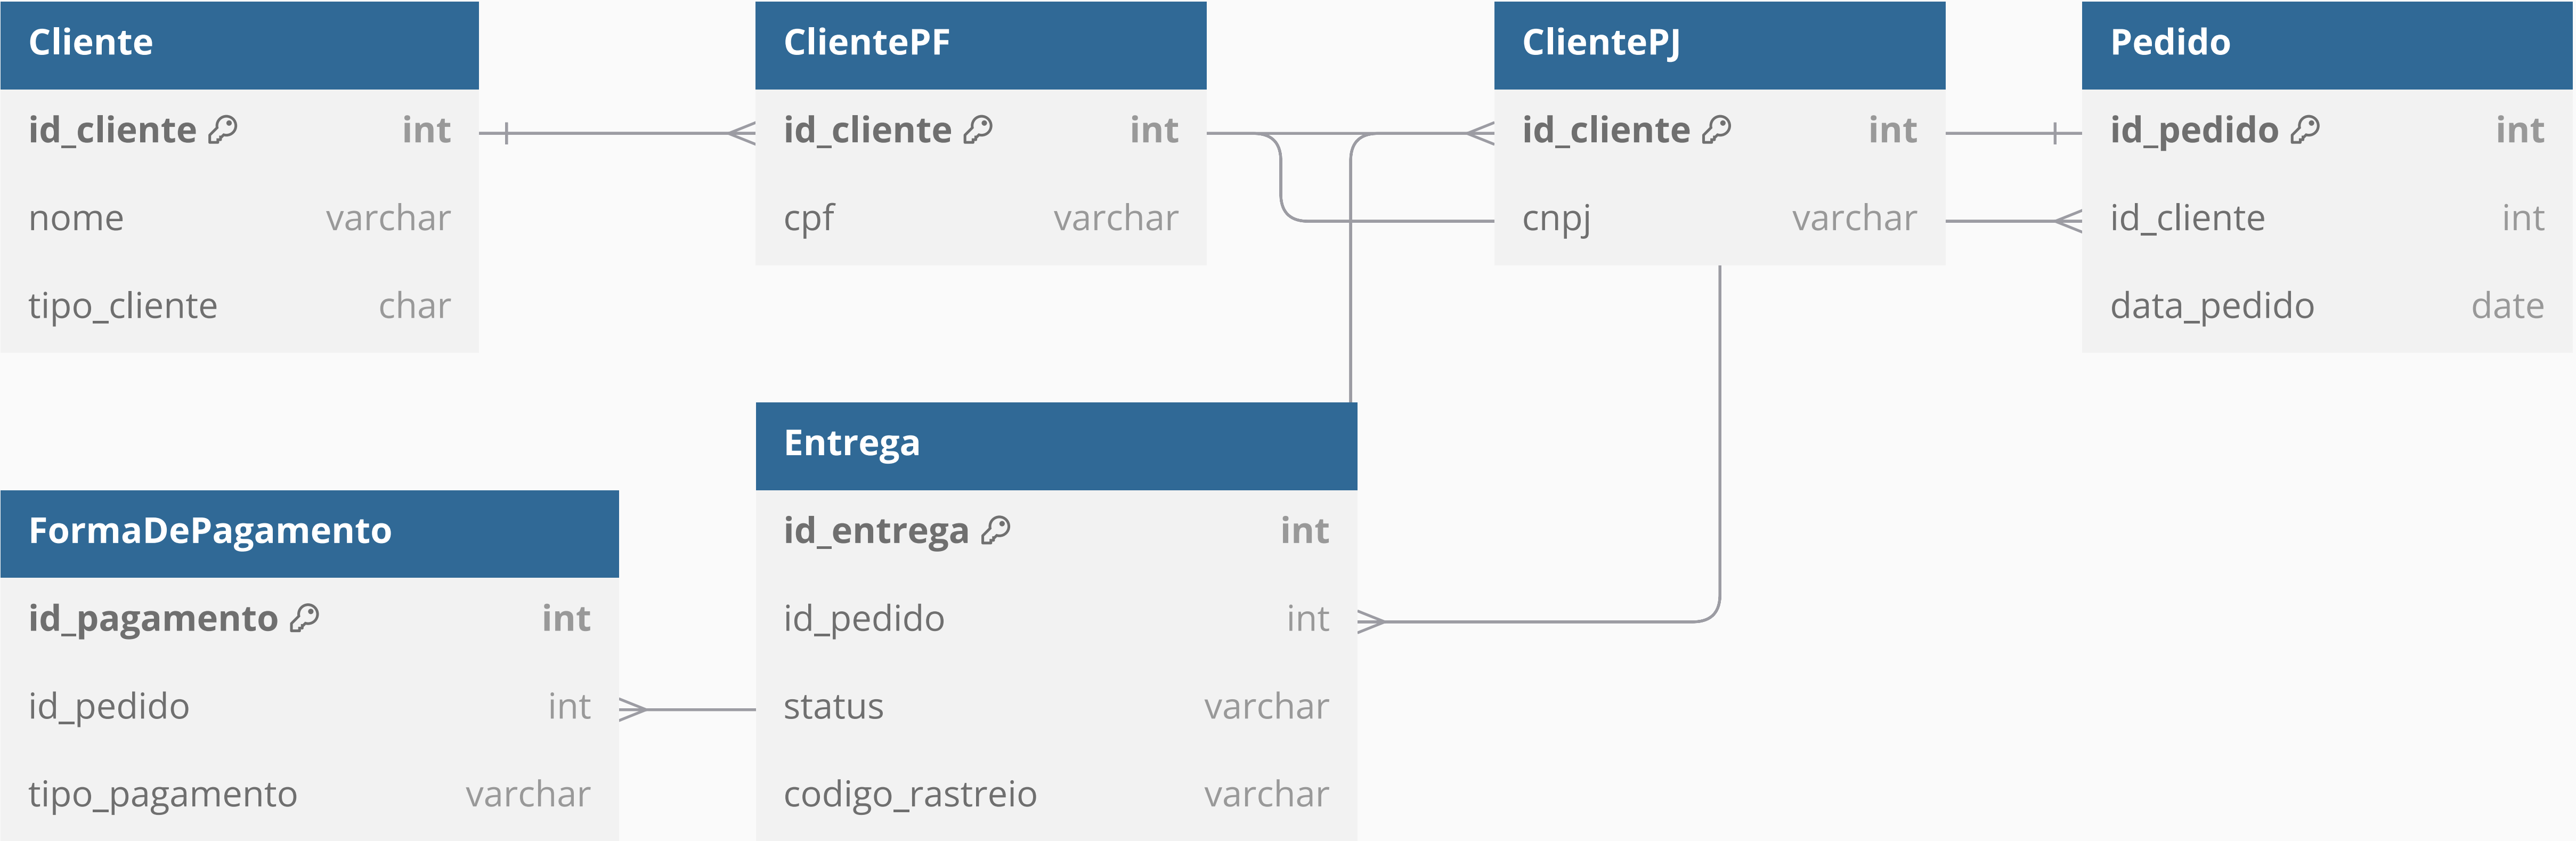 Cliente
id_cliente int
nome varchar
tipo_cliente char
ClientePF
id_cliente int
cpf varchar
ClientePJ
id_cliente int
cnpj varchar
Pedido
id_pedido int
id_cliente int
data_pedido date
FormaDePagamento
id_pagamento int
id_pedido int
tipo_pagamento varchar
Entrega
id_entrega int
id_pedido int
status varchar
codigo_rastreio varchar